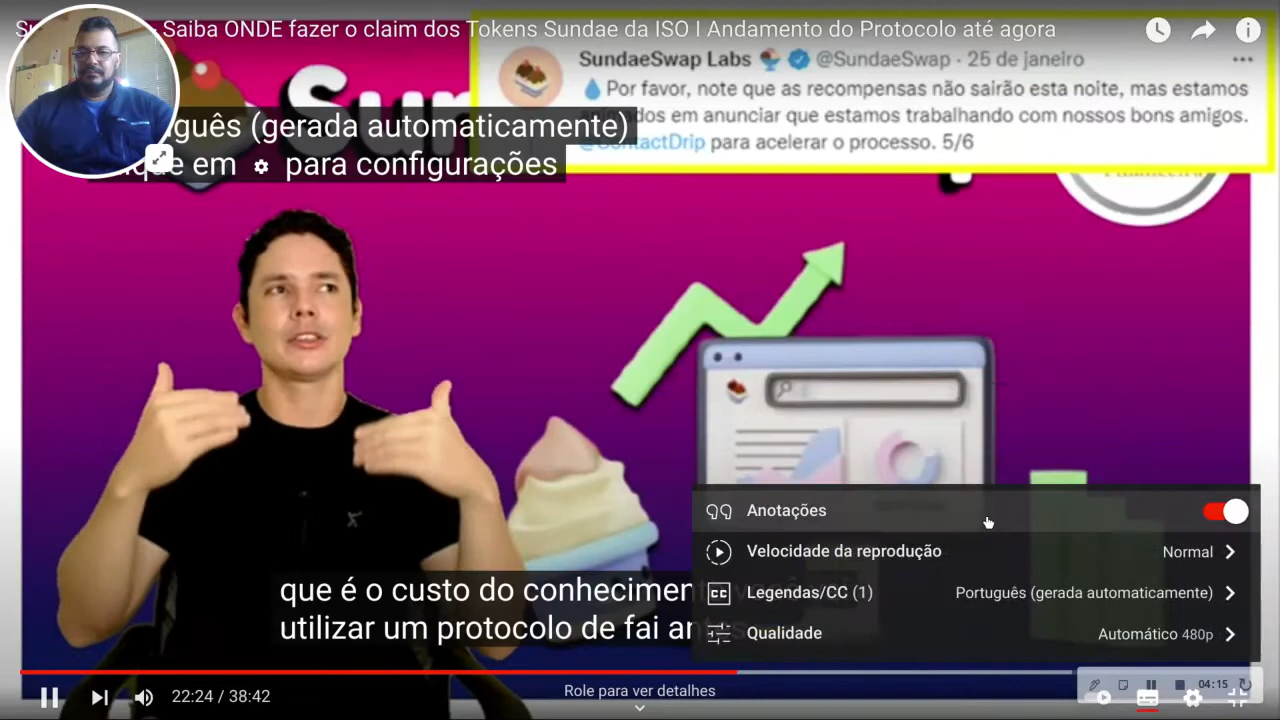 Saiba ONDE fazer o claim dos Tokens Sundae da ISO I Andamento do Protocolo até agora
SundaeSwap Labs @SundaeSwap · 25 de janeiro
Por favor, note que as recompensas não sairão esta noite, mas estamos
em anunciar que estamos trabalhando com nossos bons amigos.
@ContactDrip para acelerar o processo. 5/6
(gerada automaticamente)
em para configurações
Sun
que é o custo do conhecimen
utilizar um protocolo de fai
Anotações
Velocidade da reprodução Normal
Legendas/CC (1) Português (gerada automaticamente)
Qualidade Automático 480p
22:24 / 38:42
Role para ver detalhes
04:15